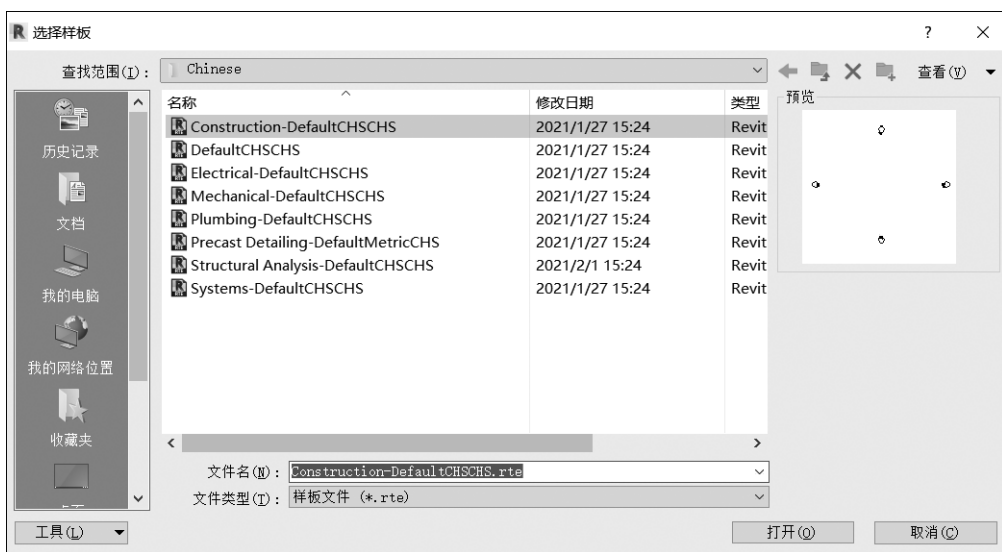 R 选择样板 ? ×
查找范围(I): Chinese 查看(V)
名称 修改日期 类型 预览
Construction-DefaultCHSCHS 2021/1/27 15:24 Revit
DefaultCHSCHS 2021/1/27 15:24 Revit
Electrical-DefaultCHSCHS 2021/1/27 15:24 Revit
Mechanical-DefaultCHSCHS 2021/1/27 15:24 Revit
Plumbing-DefaultCHSCHS 2021/1/27 15:24 Revit
Precast Detailing-DefaultMetricCHS 2021/1/27 15:24 Revit
Structural Analysis-DefaultCHSCHS 2021/2/1 15:24 Revit
Systems-DefaultCHSCHS 2021/1/27 15:24 Revit
历史记录
文档
我的电脑
我的网络位置
收藏夹
文件名(N): Construction-DefaultCHSCHS.rte
文件类型(T): 样板文件 (*.rte)
工具(L) 打开(O) 取消(C)